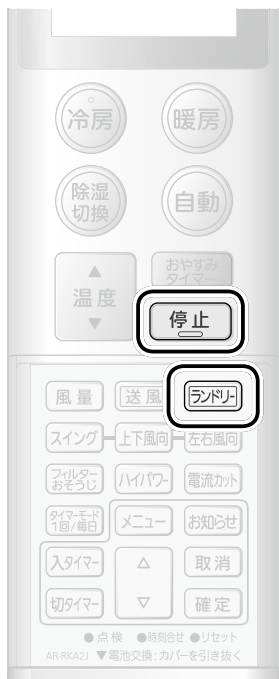 冷房 暖房
除湿
切換
自動
おやすみ
タイマー
温度
停止
風量 送風 ランドリー
スイング 上下風向 左右風向
フィルター
おそうじ
ハイパワー 電流カット
タイマーモード
1回/毎日
メニュー お知らせ
入タイマー 取消
切タイマー 確定
●点検 ●時刻合せ ●リセット
AR-RKA2J ▼電池交換:カバーを引き抜く